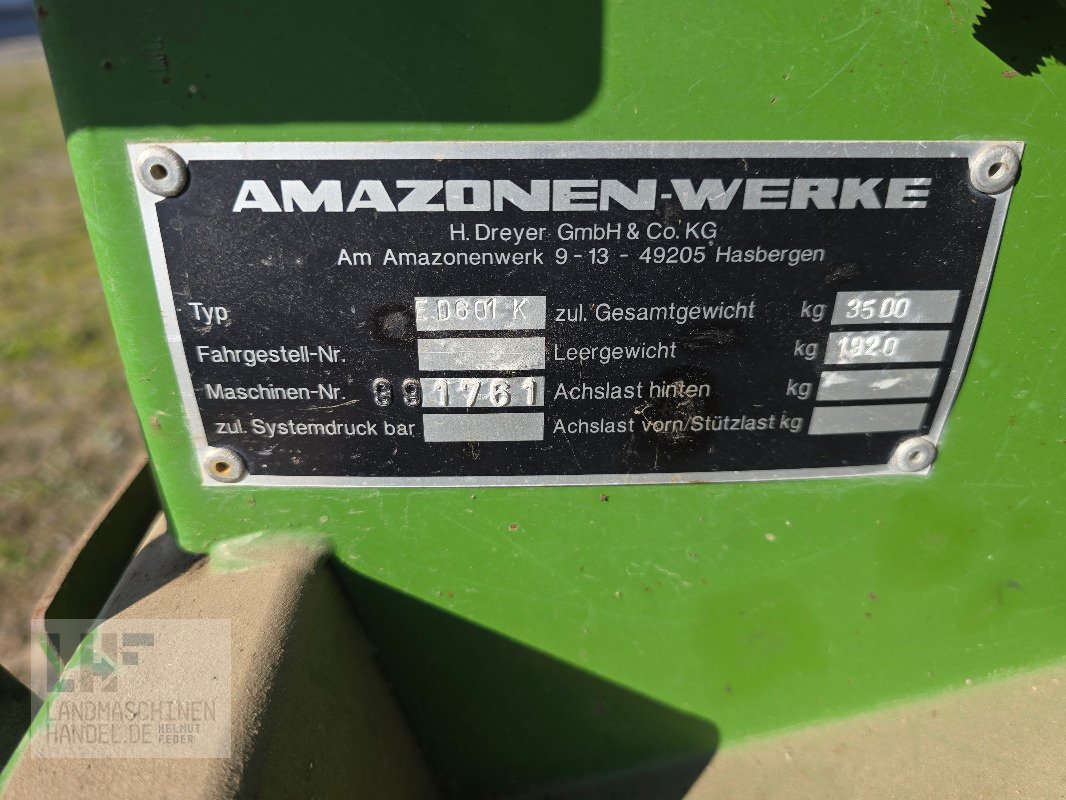 AMAZONEN-WERKE
H. Dreyer GmbH & Co. KG
Am Amazonenwerk 9 - 13 - 49205 Hasbergen
Typ ED601 K zul. Gesamtgewicht kg 3500
Fahrgestell-Nr. Leergewicht kg 1920
Maschinen-Nr. 1761 Achslast hinten kg
zul. Systemdruck bar Achslast vorn/Stützlast kg
LHF
LANDMASCHINEN
HANDEL.DE HELMUT
FEDER